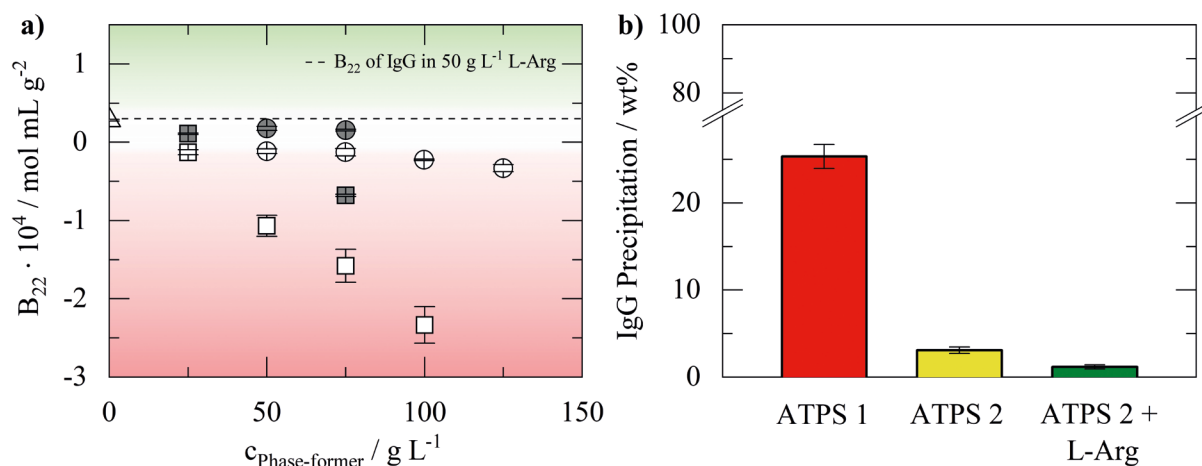 a)
B22 of IgG in 50 g L-1 L-Arg
1
0
-1
-2
-3
B22 · 10^4 / mol mL g-2
0
50
100
150
cPhase-former / g L-1
b)
100
80
20
10
0
IgG Precipitation / wt%
ATPS 1
ATPS 2
ATPS 2 +
L-Arg